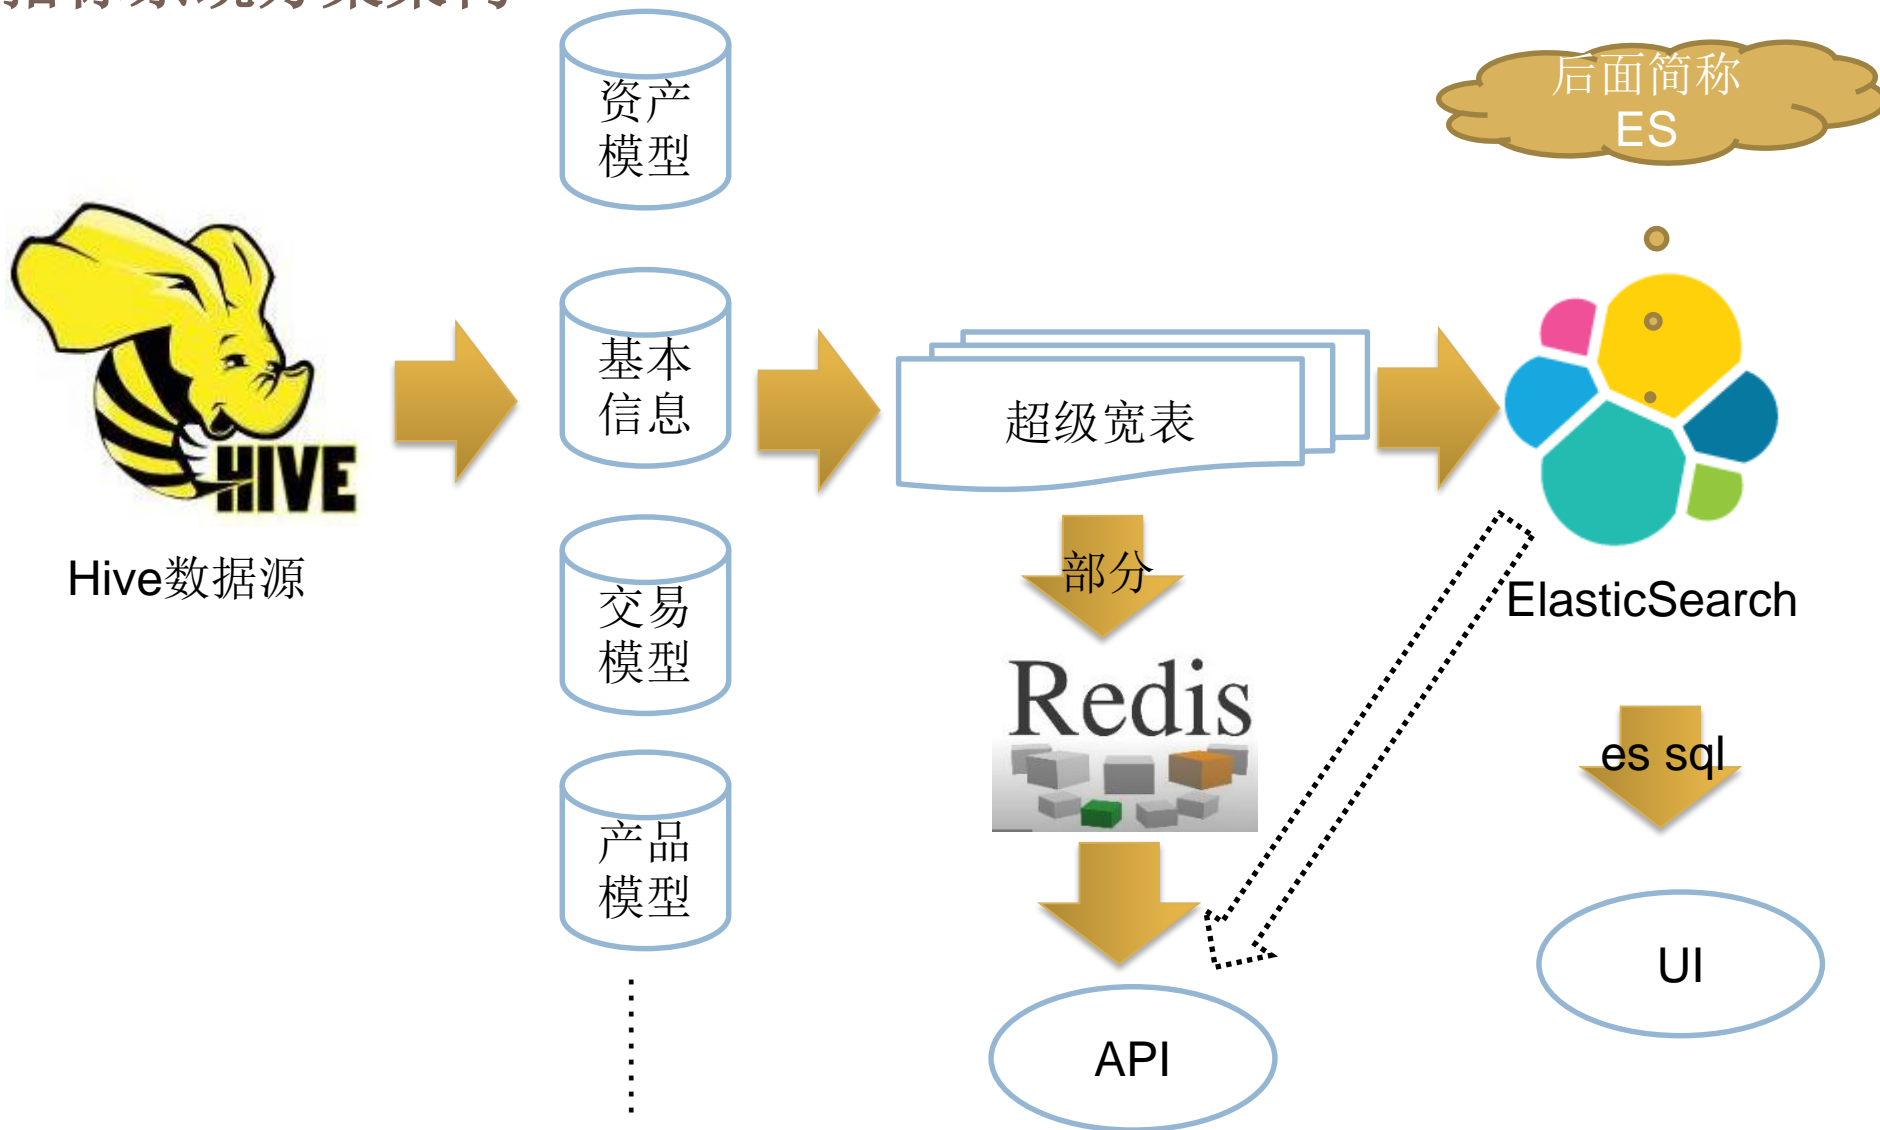 资产
模型
后面简称
ES
基本
信息
超级宽表
HIVE
Hive数据源
部分
交易
模型
ElasticSearch
Redis
es sql
产品
模型
UI
API